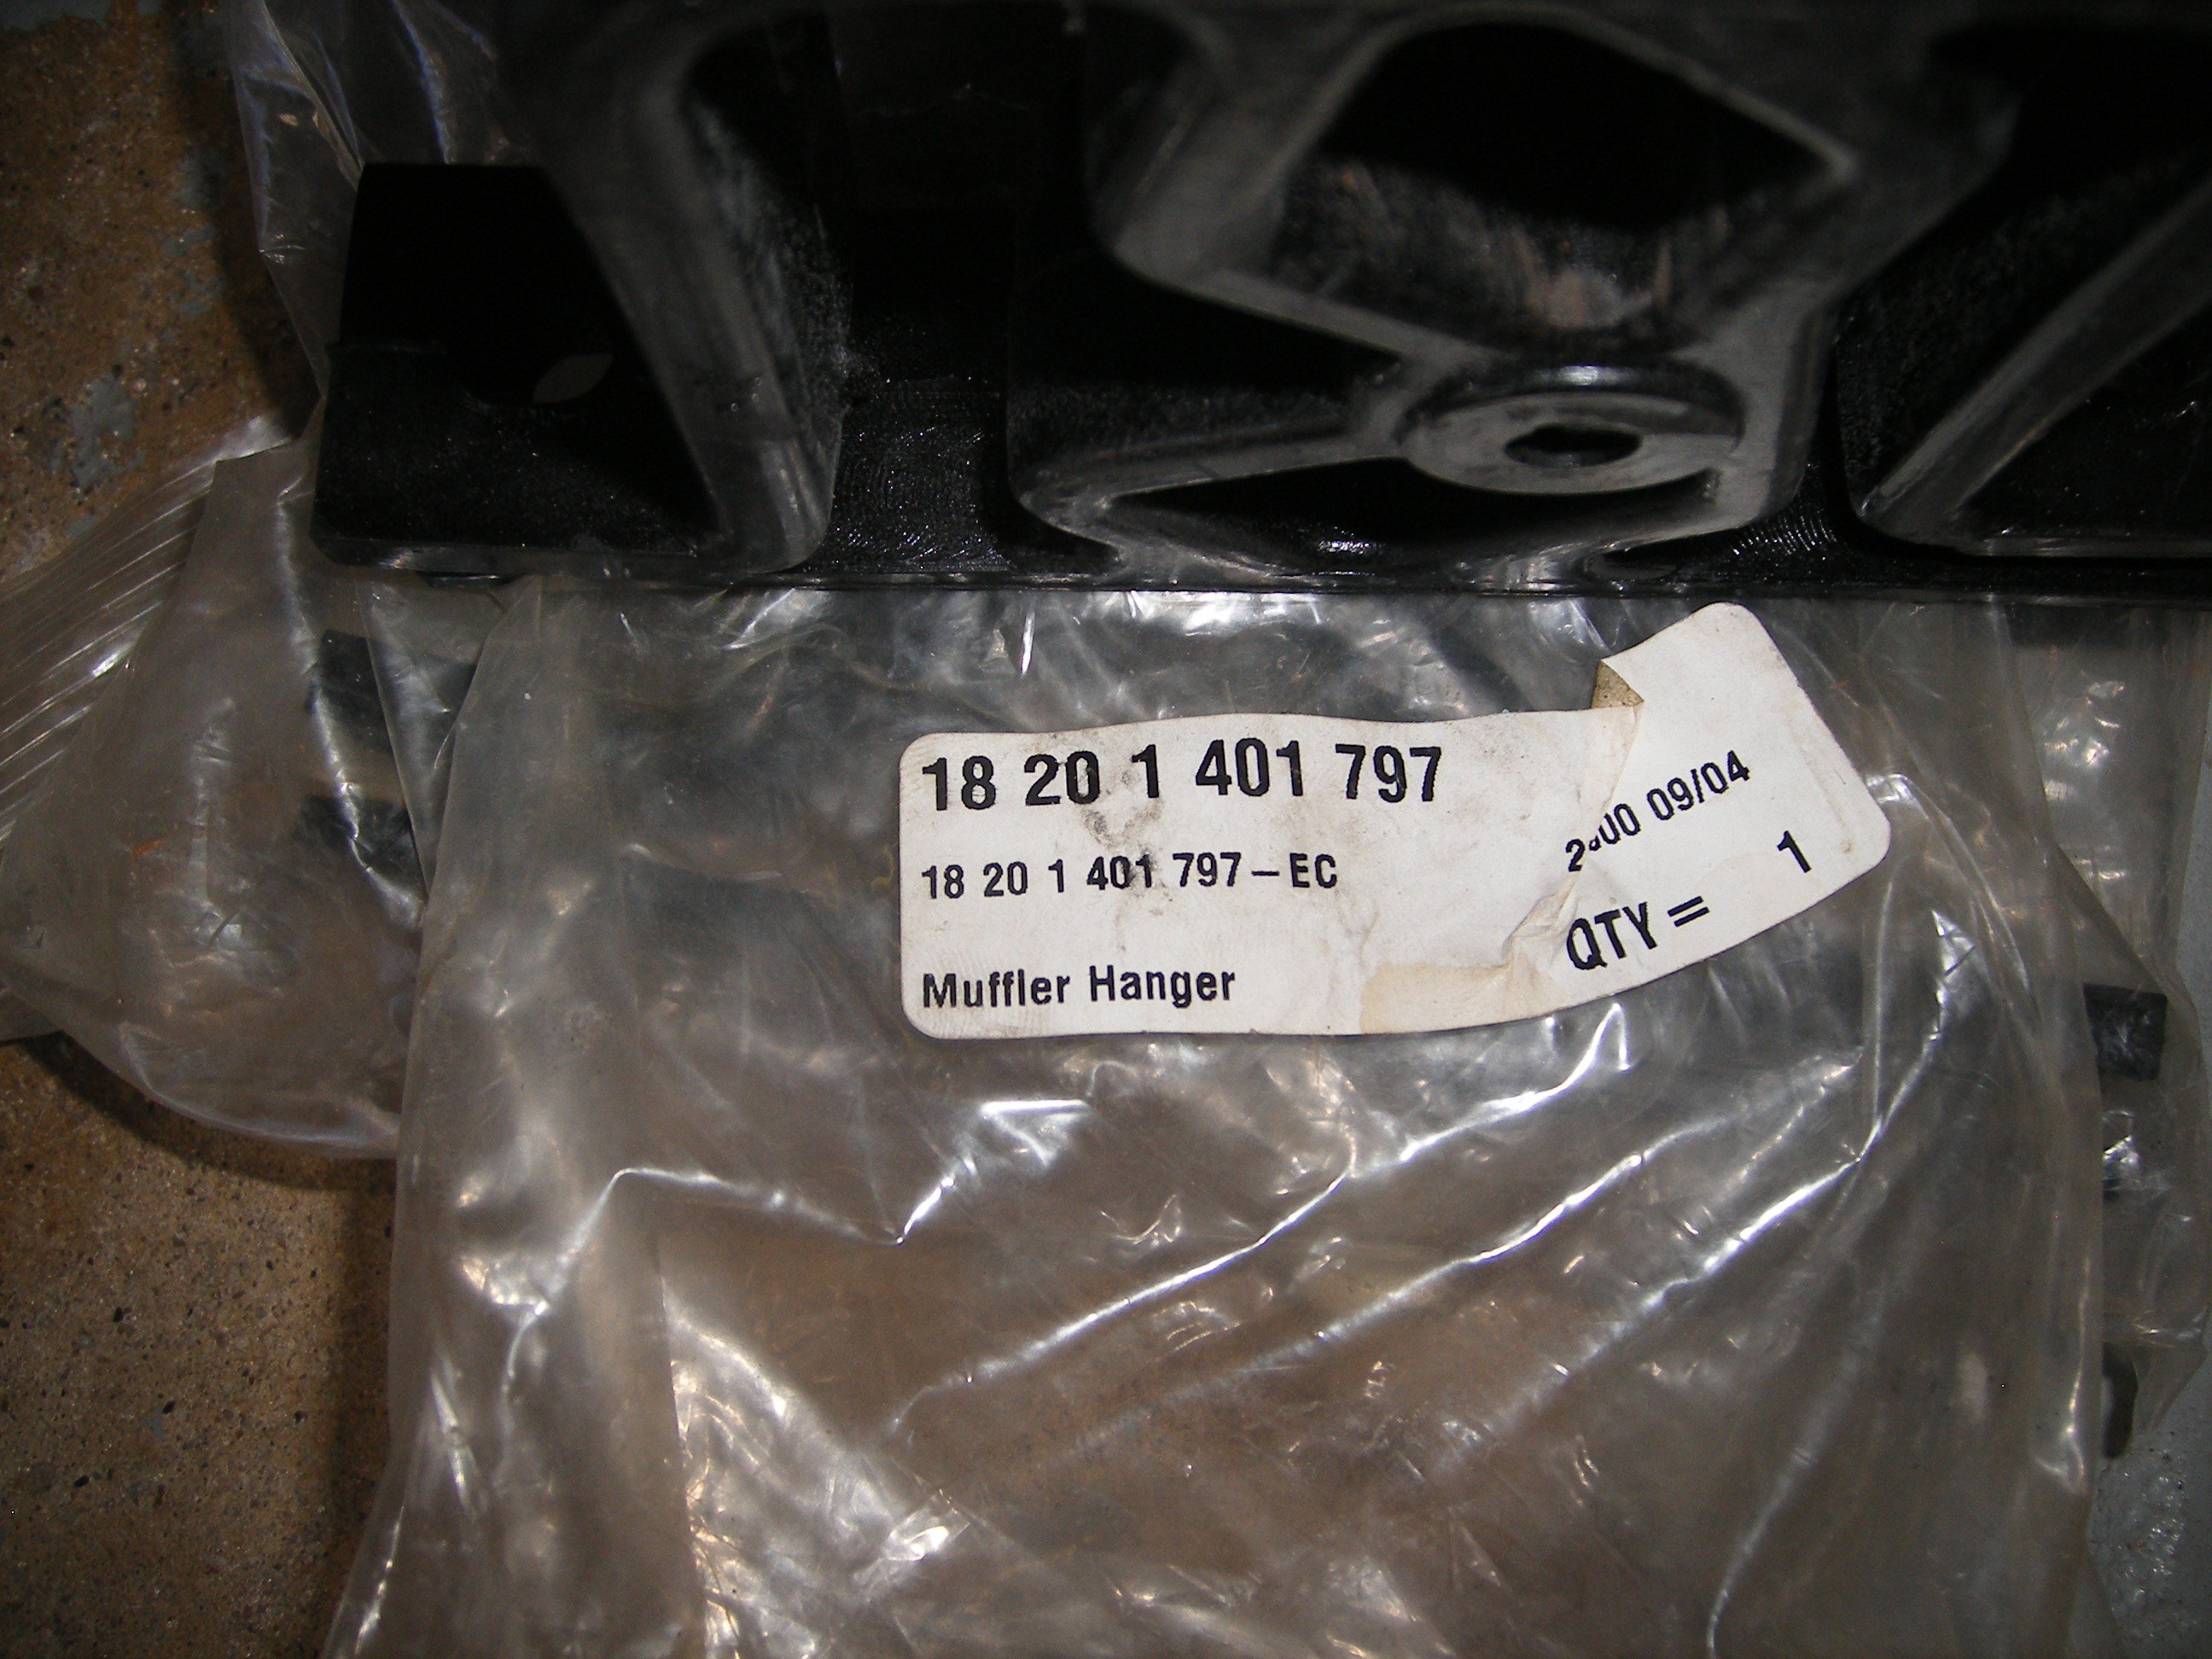 18 20 1 401 797
18 20 1 401 797-EC
09/04
Muffler Hanger
QTY = 1